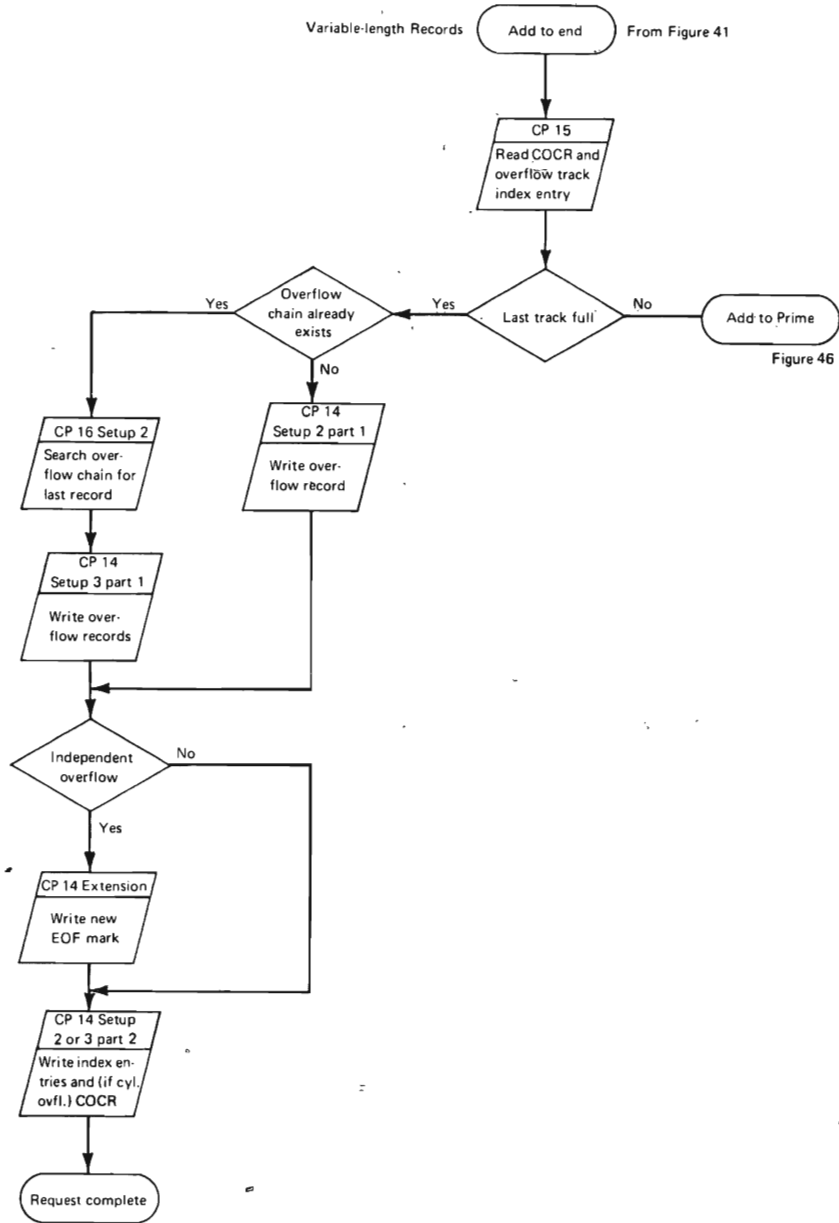 Variable-length Records
Add to end
From Figure 41
CP 15
Read COCR and
overflow track
index entry
Last track full
Yes
No
Add to Prime
Figure 46
Overflow
chain already
exists
Yes
No
CP 16 Setup 2
Search over-
flow chain for
last record
CP 14
Setup 2 part 1
Write over-
flow record
CP 14
Setup 3 part 1
Write over-
flow records
Independent
overflow
No
Yes
CP 14 Extension
Write new
EOF mark
CP 14 Setup
2 or 3 part 2
Write index en-
tries and (if cyl.
ovfl.) COCR
Request complete